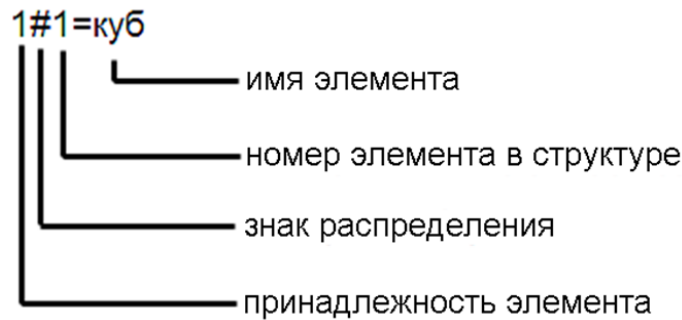 1#1=куб
имя элемента
номер элемента в структуре
знак распределения
принадлежность элемента